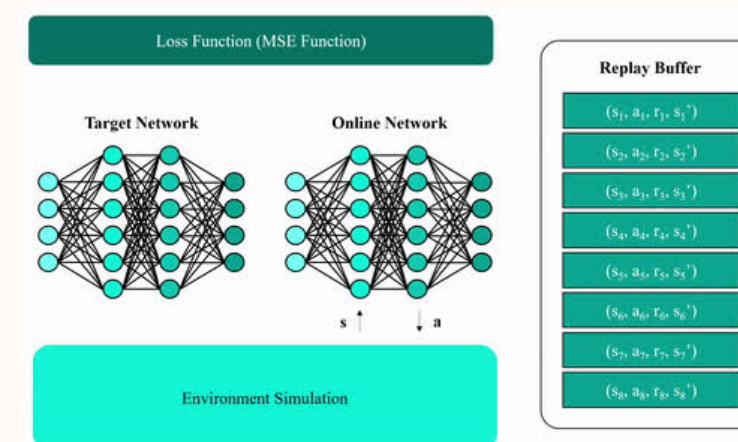 Loss Function (MSE Function)
Target Network
Online Network
s
a
Environment Simulation
Replay Buffer
(s₁, a₁, r₁, s₁')
(s₂, a₂, r₂, s₂')
(s₃, a₃, r₃, s₃')
(s₄, a₄, r₄, s₄')
(s₅, a₅, r₅, s₅')
(s₆, a₆, r₆, s₆')
(s₇, a₇, r₇, s₇')
(s₈, a₈, r₈, s₈')